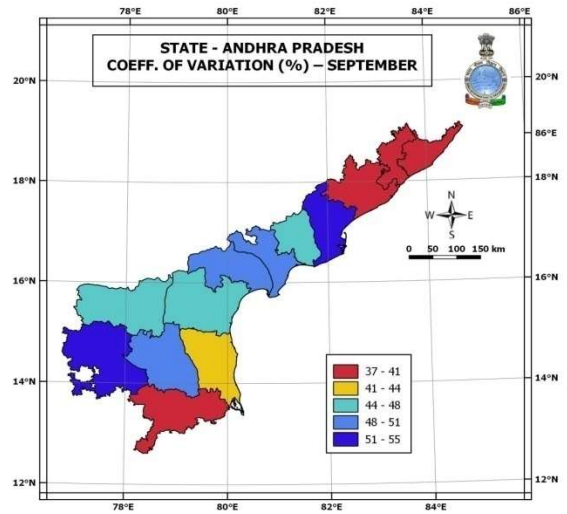 78°E 80°E 82°E 84°E 86°E
STATE - ANDHRA PRADESH
COEFF. OF VARIATION (%) – SEPTEMBER
20°N 20°N
86°E
18°N 18°N
N
W E
S
0 50 100 150 km
16°N 16°N
37 - 41
41 - 44
44 - 48
48 - 51
51 - 55
14°N 14°N
12°N 12°N
78°E 80°E 82°E 84°E